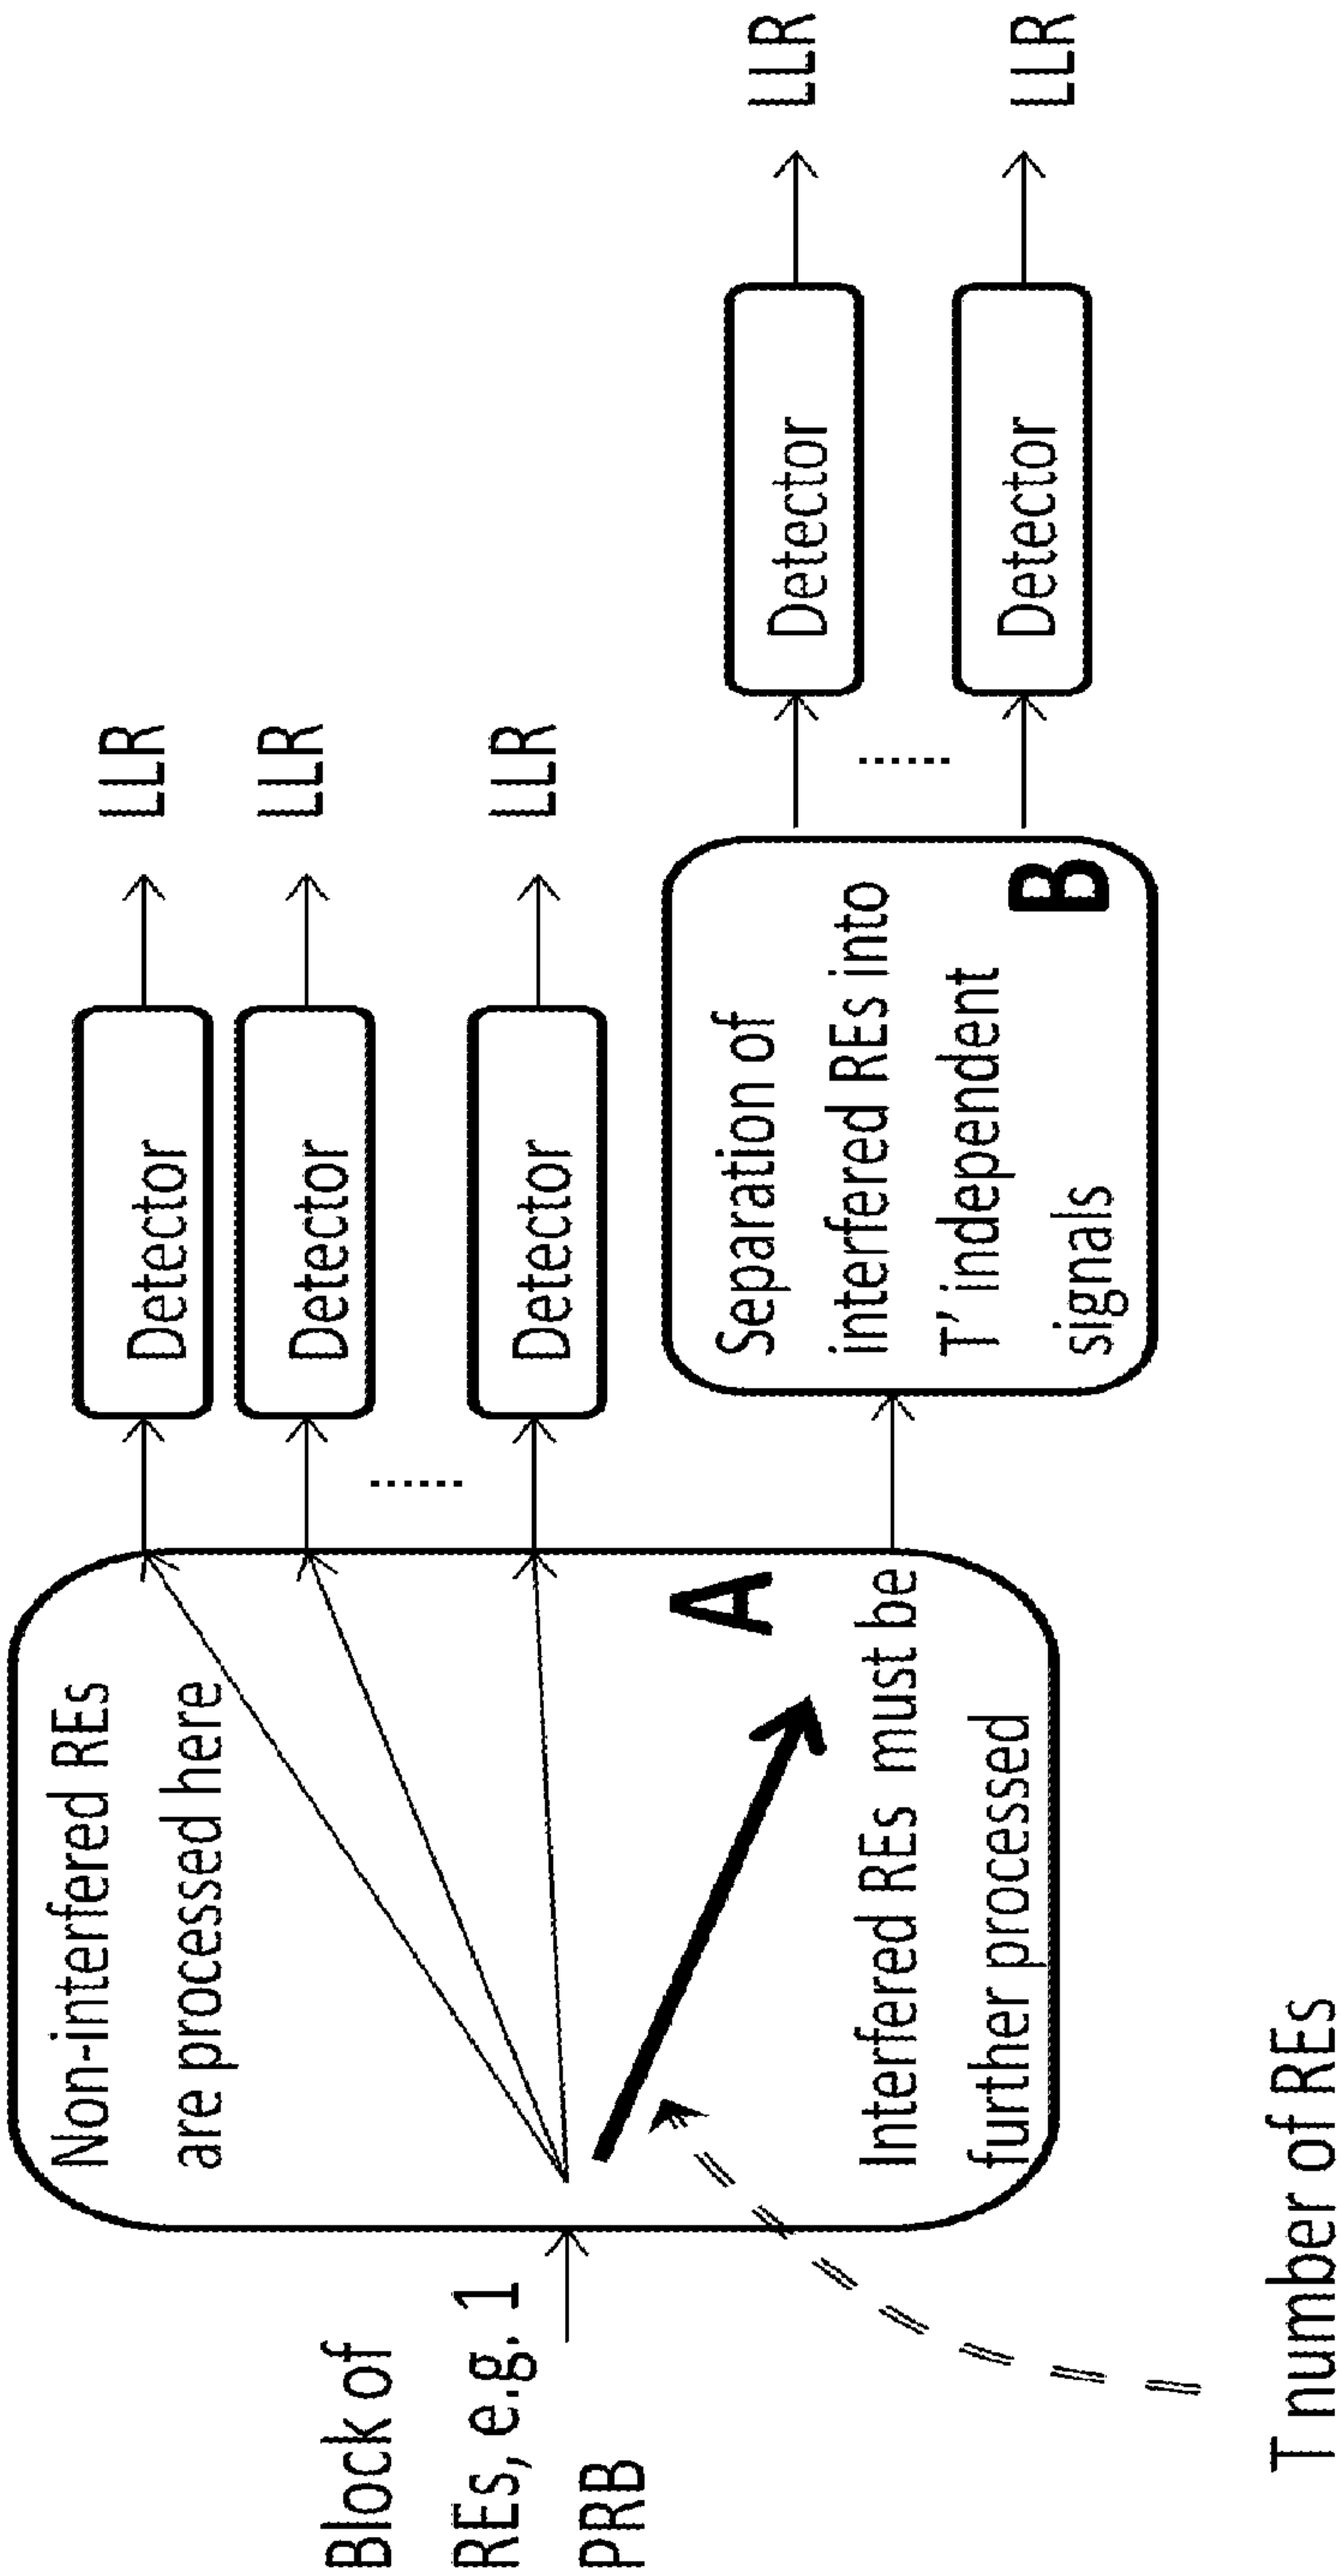 Block of
REs, e.g. 1
PRB
Non-interfered REs
are processed here
A
Interfered REs must be
further processed
T number of REs
Detector
LLR
Detector
LLR
Detector
LLR
Separation of
interfered REs into
T' independent
signals
B
Detector
LLR
Detector
LLR